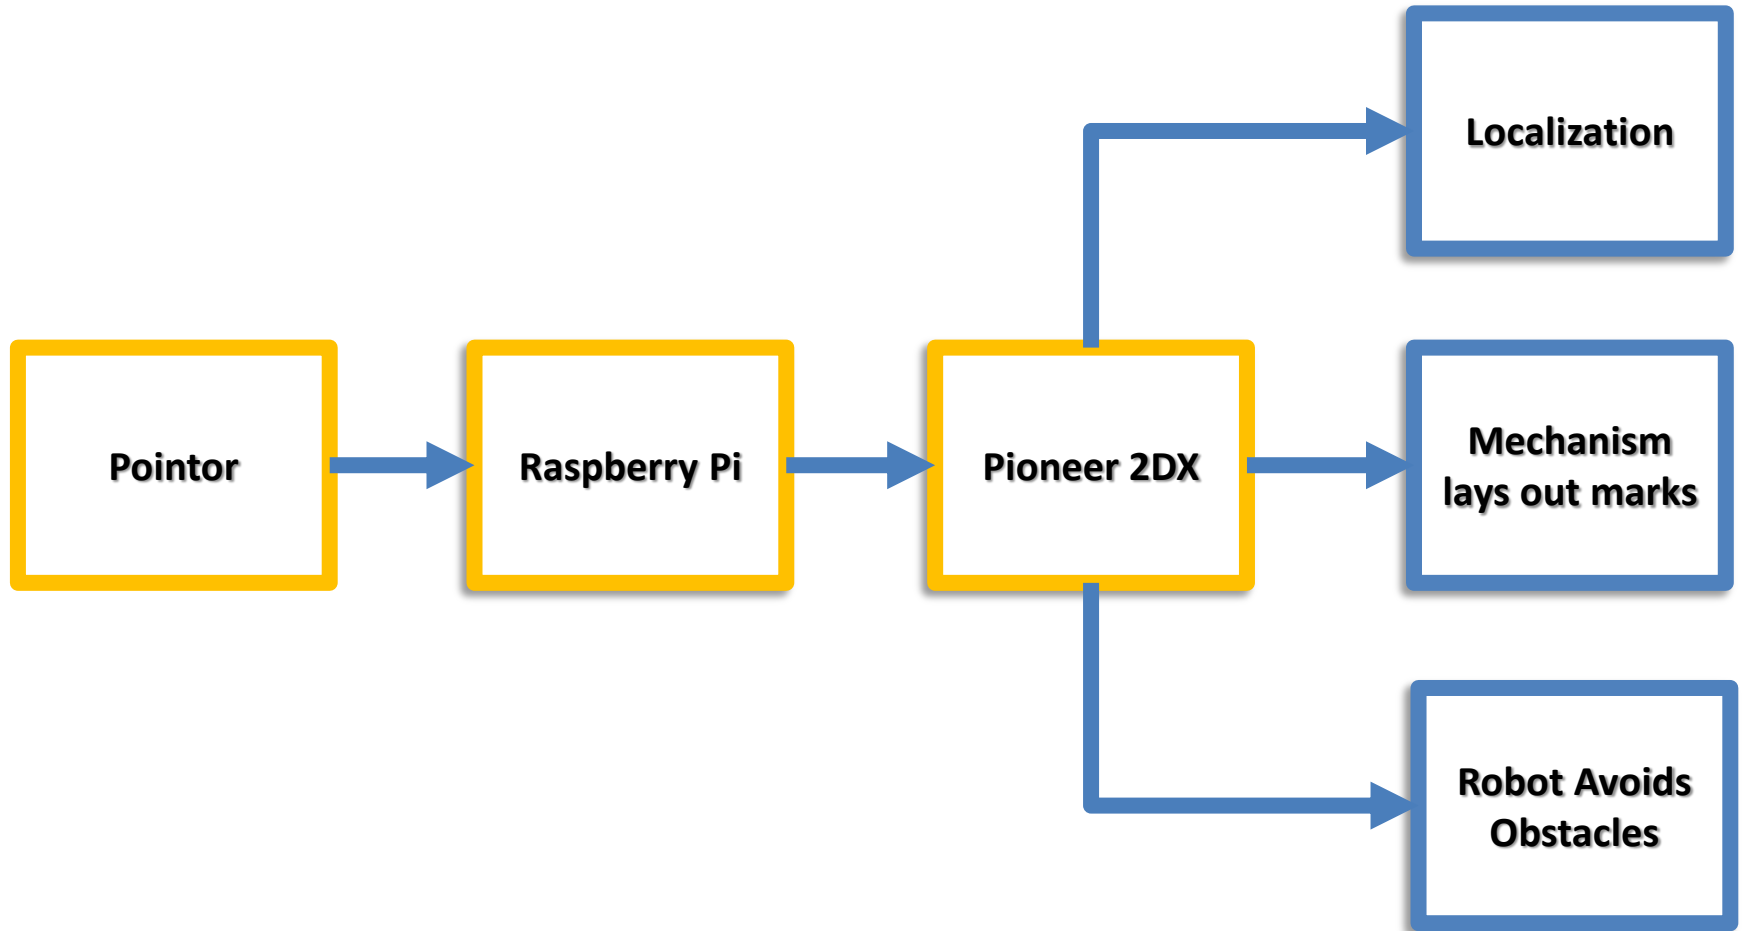 Localization
Pointor
Raspberry Pi
Pioneer 2DX
Mechanism
lays out marks
Robot Avoids
Obstacles